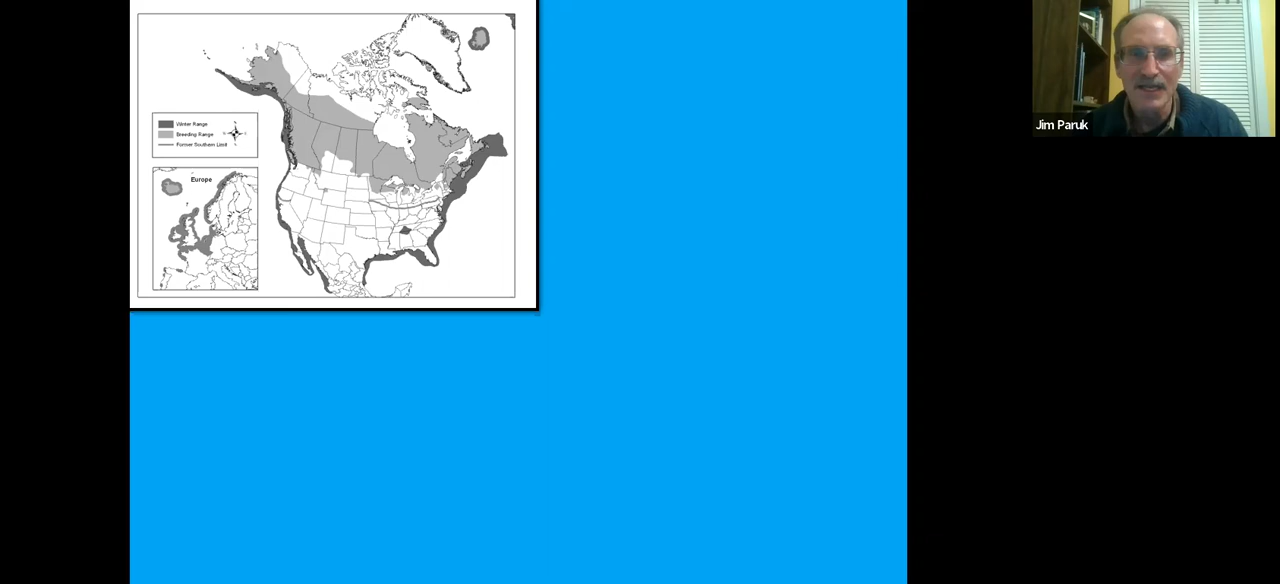 Winter Range
Breeding Range
Former Southern Limit
Europe
Jim Paruk